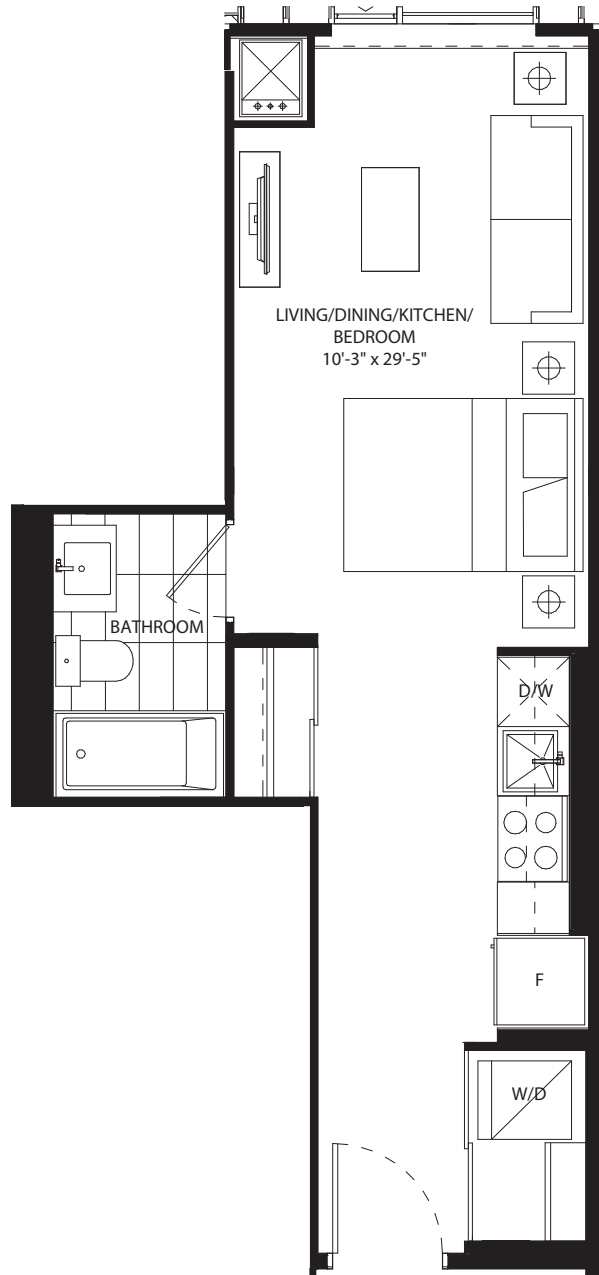 LIVING/DINING/KITCHEN/
BEDROOM
10'-3" x 29'-5"
BATHROOM
D/W
F
W/D